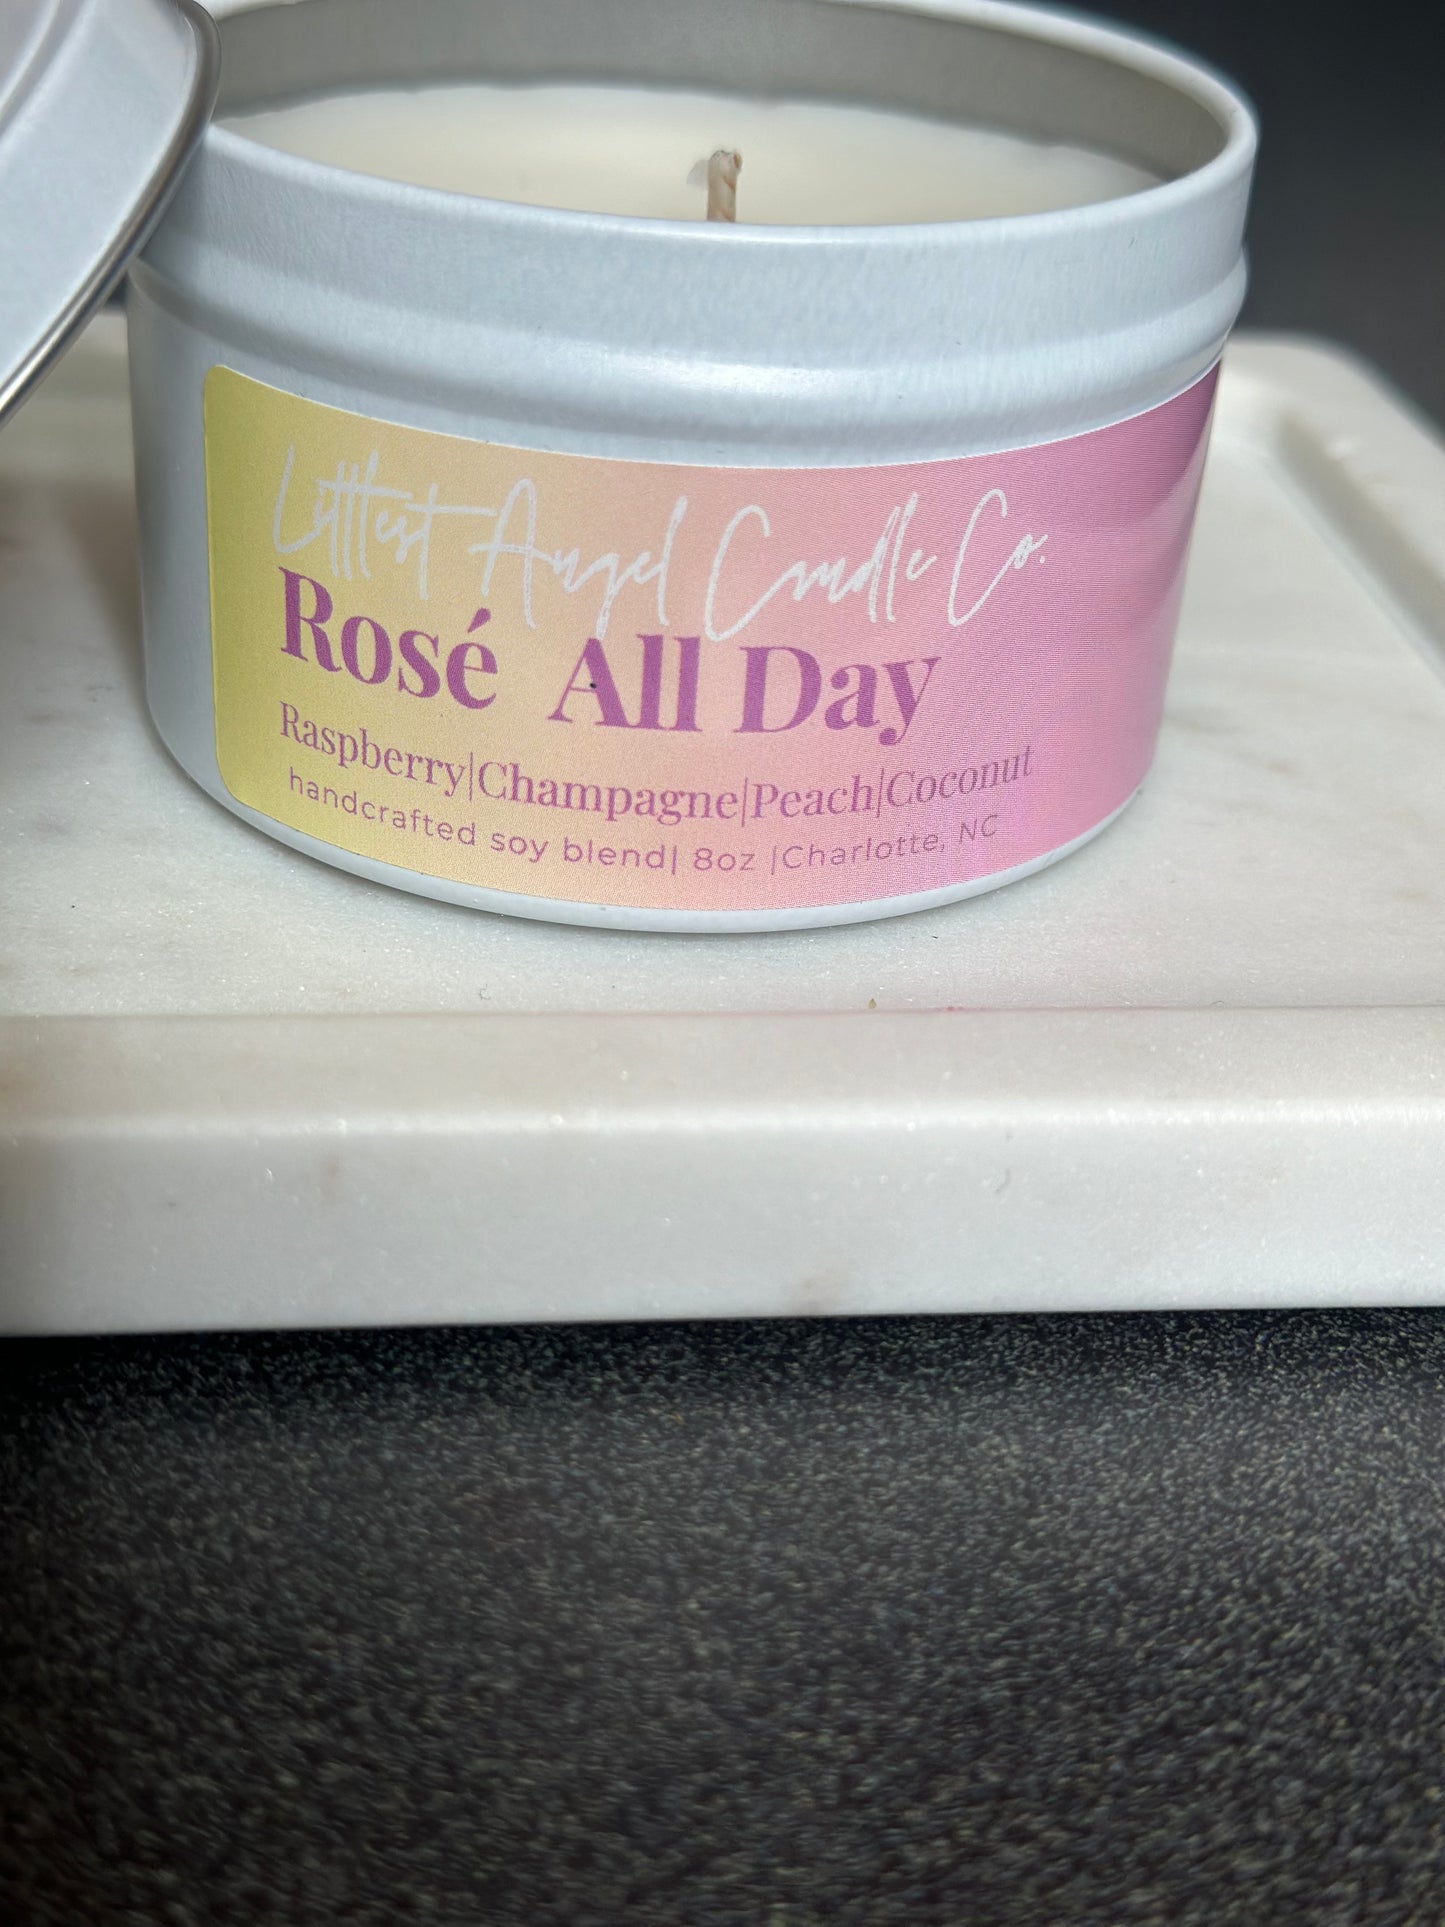 Littlest Angel Candle Co.
Rosé All Day
Raspberry|Champagne|Peach|Coconut
handcrafted soy blend| 8oz |Charlotte, NC